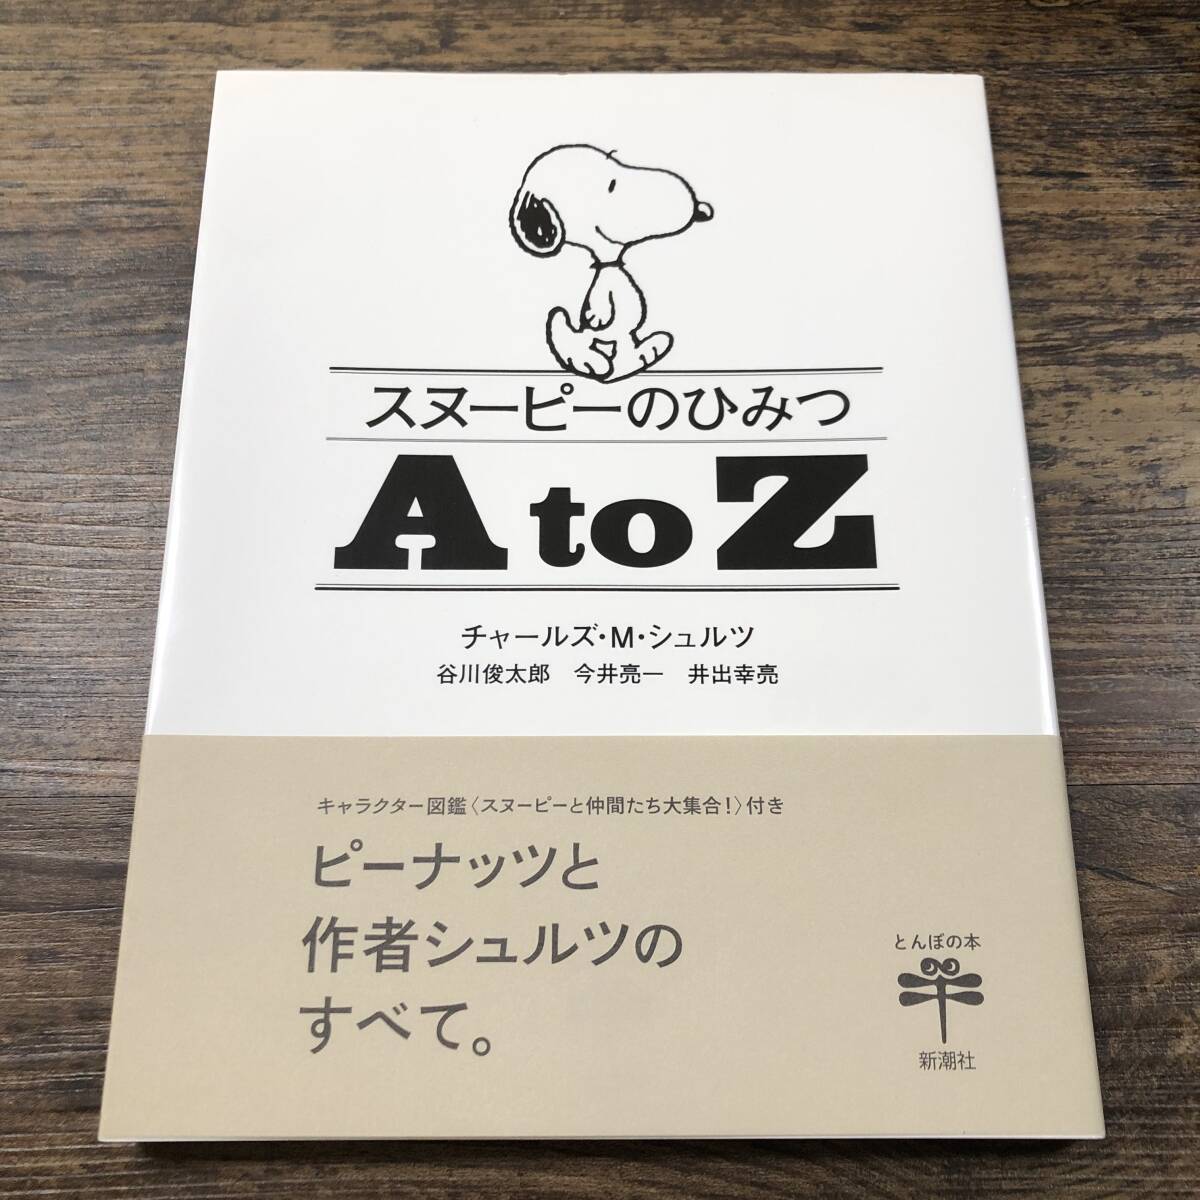 スヌーピーのひみつ
A to Z
チャールズ・M・シュルツ
谷川俊太郎 今井亮一 井出幸亮
キャラクター図鑑〈スヌーピーと仲間たち大集合！〉付き
ピーナッツと
作者シュルツの
すべて。
とんぼの本
新潮社